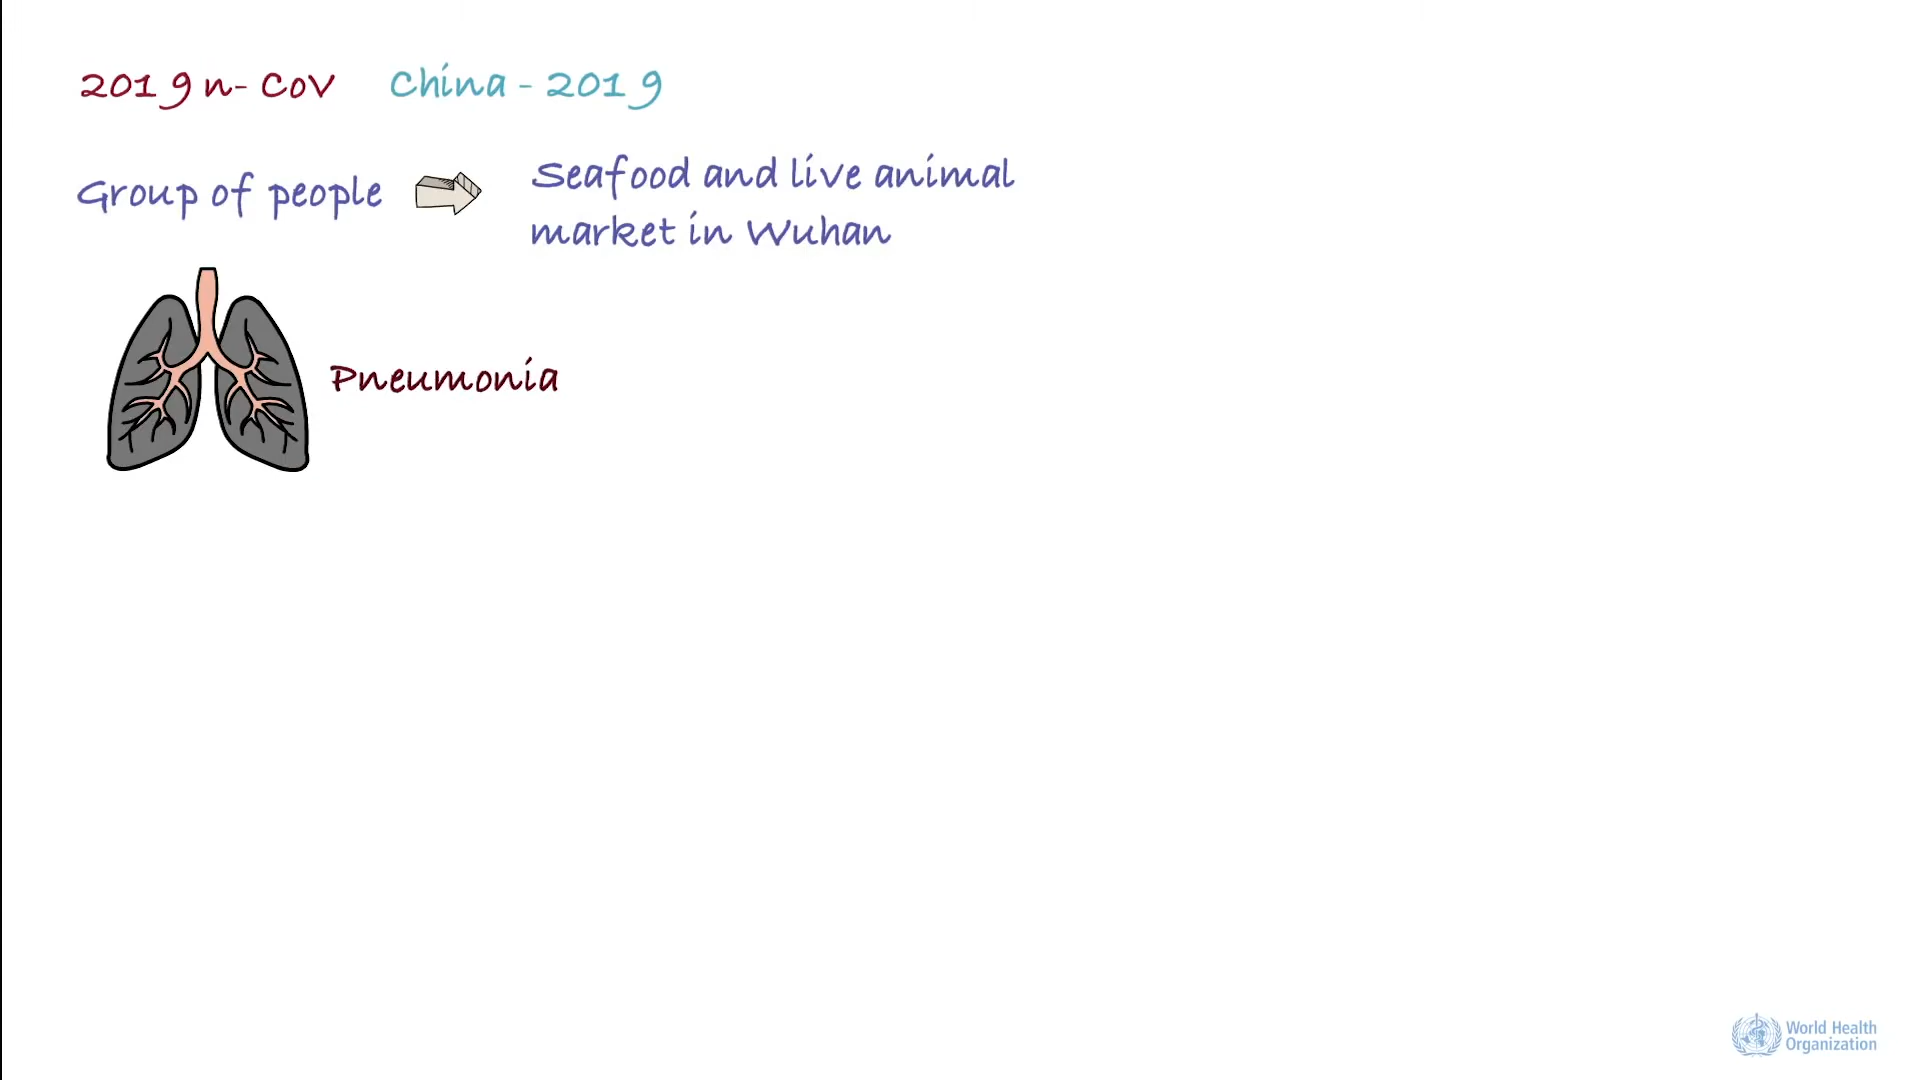 2019 n- CoV China - 2019
Group of people
Seafood and live animal
market in Wuhan
Pneumonia
World Health
Organization